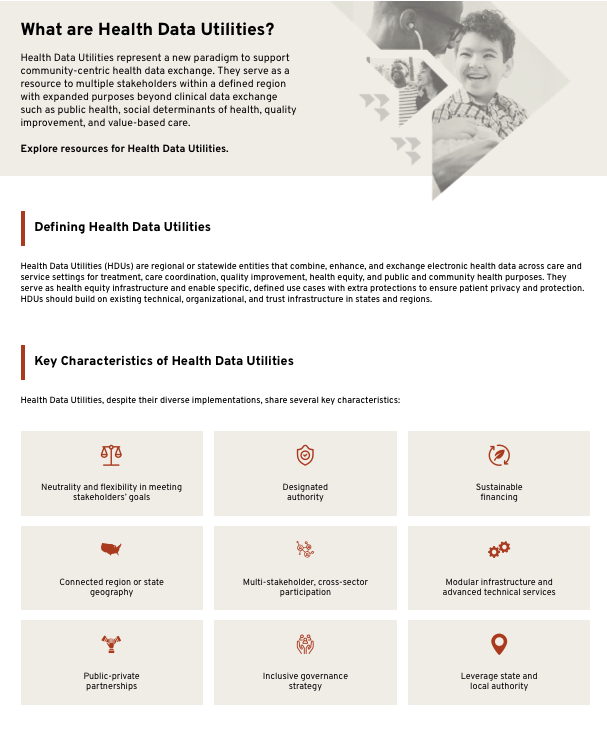 What are Health Data Utilities?
Health Data Utilities represent a new paradigm to support
community-centric health data exchange. They serve as a
resource to multiple stakeholders within a defined region
with expanded purposes beyond clinical data exchange
such as public health, social determinants of health, quality
improvement, and value-based care.
Explore resources for Health Data Utilities.
Defining Health Data Utilities
Health Data Utilities (HDUs) are regional or statewide entities that combine, enhance, and exchange electronic health data across care and
service settings for treatment, care coordination, quality improvement, health equity, and public and community health purposes. They
serve as health equity infrastructure and enable specific, defined use cases with extra protections to ensure patient privacy and protection.
HDUs should build on existing technical, organizational, and trust infrastructure in states and regions.
Key Characteristics of Health Data Utilities
Health Data Utilities, despite their diverse implementations, share several key characteristics:
Neutrality and flexibility in meeting
stakeholders' goals
Designated
authority
Sustainable
financing
Connected region or state
geography
Multi-stakeholder, cross-sector
participation
Modular infrastructure and
advanced technical services
Public-private
partnerships
Inclusive governance
strategy
Leverage state and
local authority